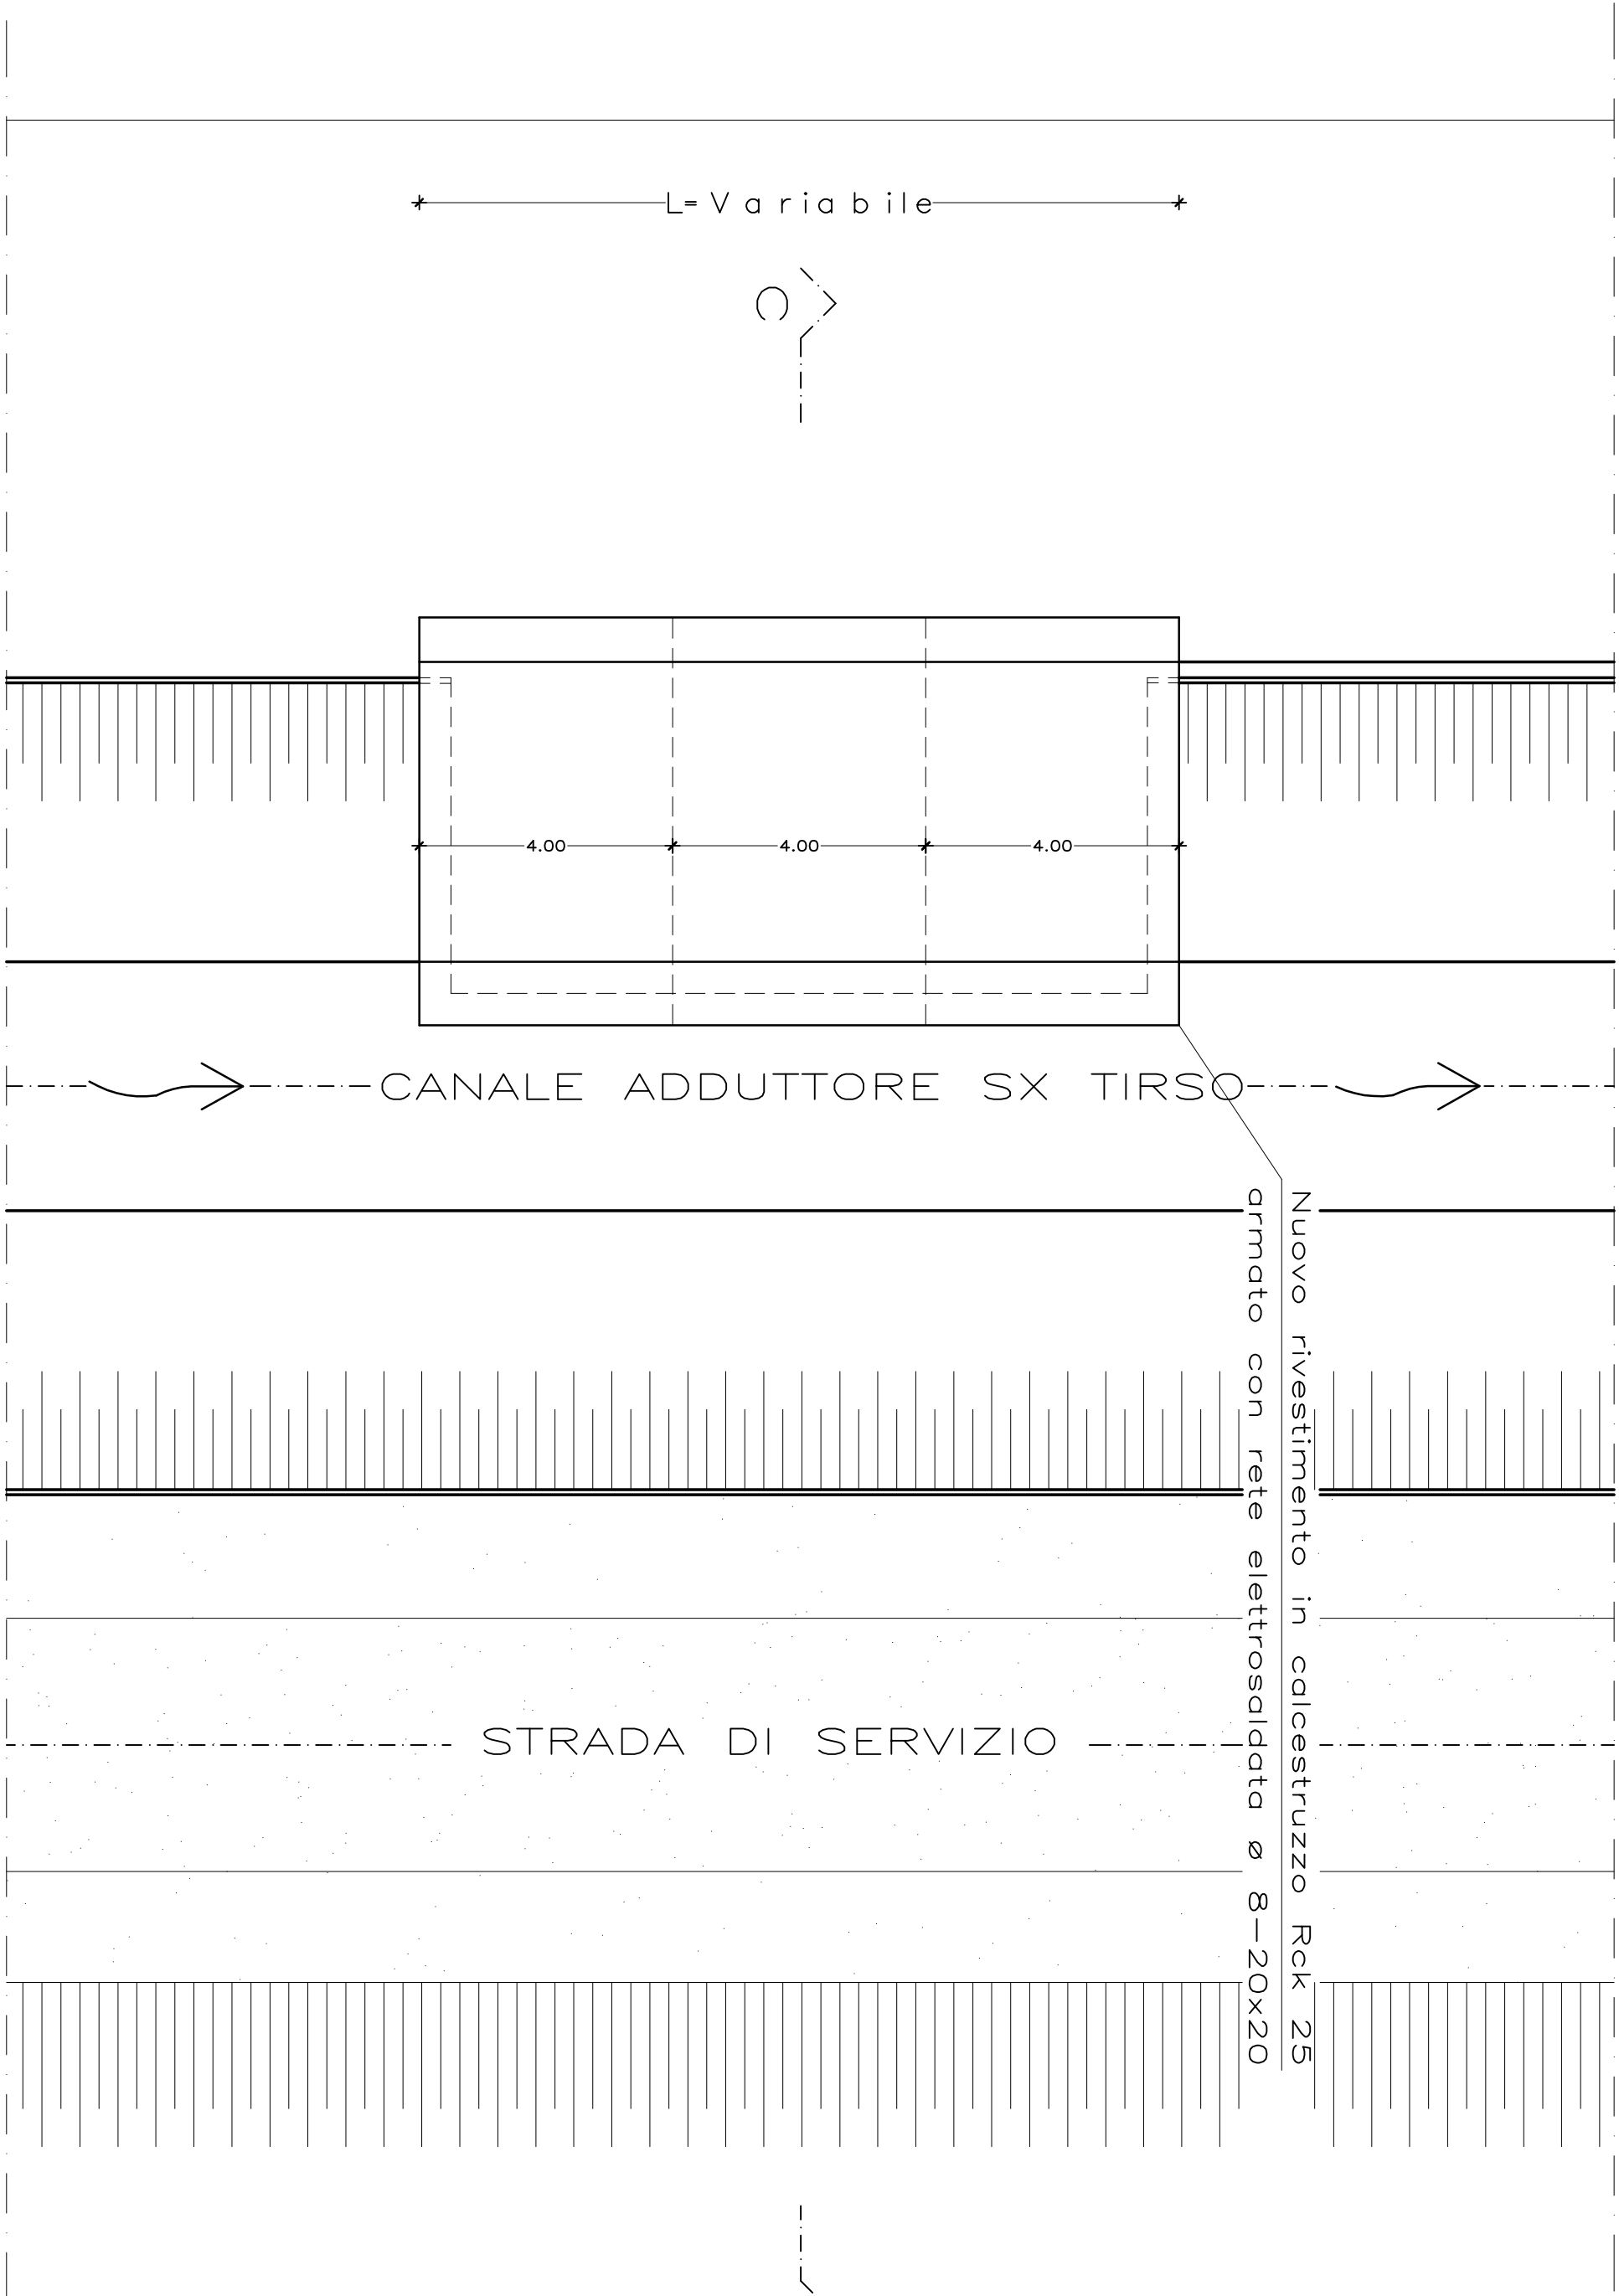 L=Variabile
C
4.00
4.00
4.00
CANALE ADDUTTORE SX TIRSO
Nuovo rivestimento in calcestruzzo Rck 25
armato con rete elettrosaldata ø 8-20x20
STRADA DI SERVIZIO